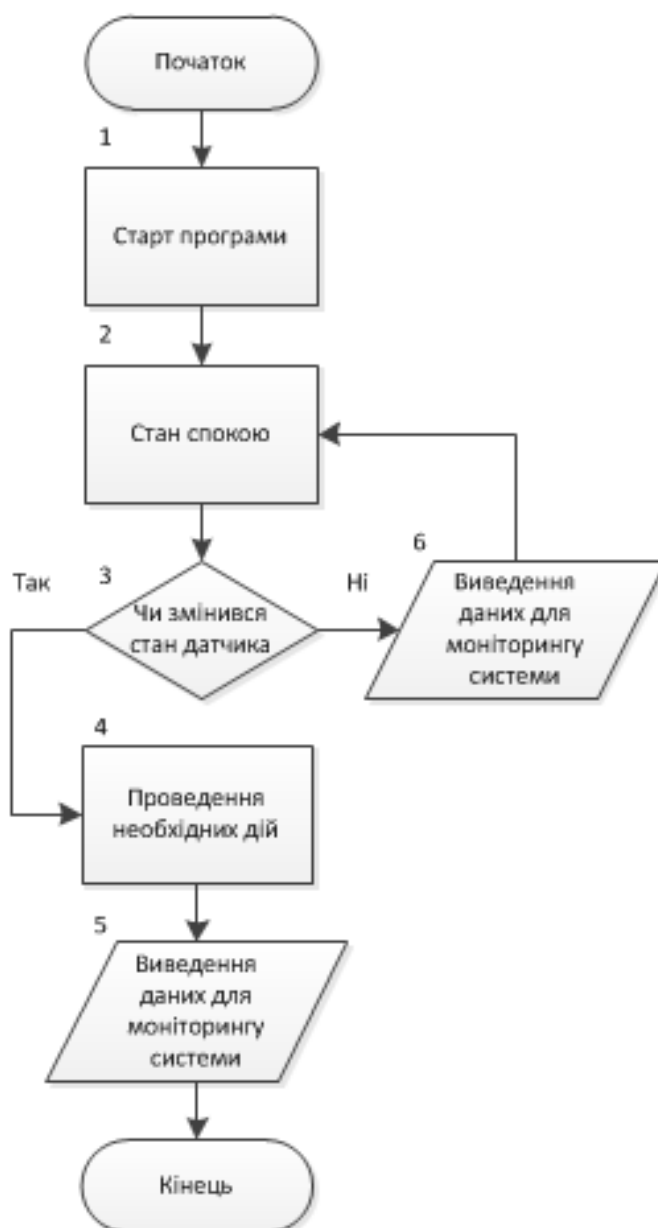 Початок
1
Старт програми
2
Стан спокою
3
Так
Чи змінився
стан датчика
Ні
6
Виведення
даних для
моніторингу
системи
4
Проведення
необхідних дій
5
Виведення
даних для
моніторингу
системи
Кінець